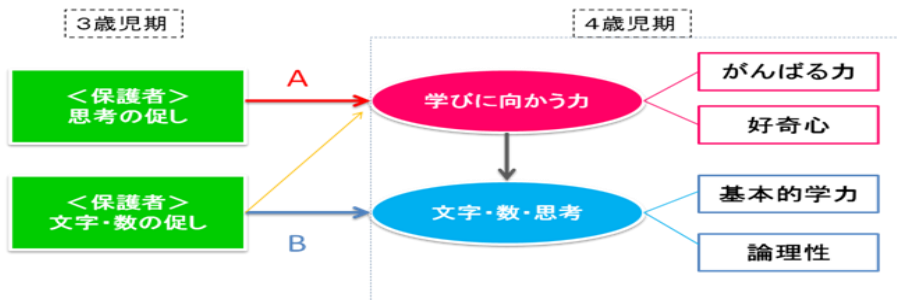 3歳児期
4歳児期
<保護者>
思考の促し
A
学びに向かう力
がんばる力
好奇心
<保護者>
文字・数の促し
B
文字・数・思考
基本的学力
論理性